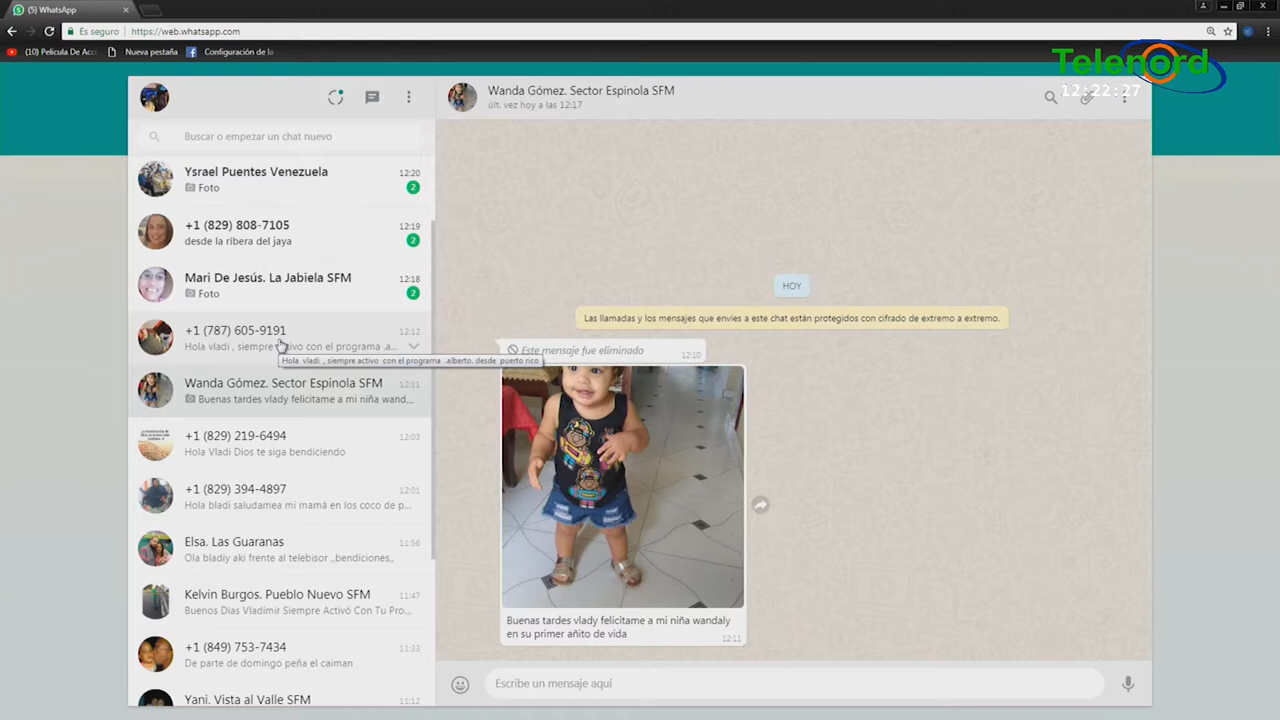 (5) WhatsApp
Es seguro
https://web.whatsapp.com
(10) Pelicula De Acc
Nueva pestaña
Configuración de la
Telenord
12:22:27
Buscar o empezar un chat nuevo
Ysrael Puentes Venezuela
12:20
Foto
2
+1 (829) 808-7105
12:19
desde la ribera del jaya
2
Mari De Jesús. La Jabiela SFM
12:18
Foto
2
+1 (787) 605-9191
12:12
Hola vladi , siempre activo con el programa .a...
Hola vladi , siempre activo con el programa .alberto. desde puerto rico
Wanda Gómez. Sector Espinola SFM
12:11
Buenas tardes vlady felicitame a mi niña wand...
+1 (829) 219-6494
12:03
Hola Vladi Dios te siga bendiciendo
+1 (829) 394-4897
12:01
Hola bladi saludamea mi mamá en los coco de p...
Elsa. Las Guaranas
11:56
Ola bladiy aki frente al telebisor ,,bendiciones,,
Kelvin Burgos. Pueblo Nuevo SFM
11:47
Buenos Dias Vladimir Siempre Activó Con Tu Pro...
+1 (849) 753-7434
11:33
De parte de domingo peña el caiman
Yani. Vista al Valle SFM
11:12
Wanda Gómez. Sector Espinola SFM
últ. vez hoy a las 12:17
HOY
Las llamadas y los mensajes que envíes a este chat están protegidos con cifrado de extremo a extremo.
Este mensaje fue eliminado
12:10
Buenas tardes vlady felicitame a mi niña wandaly
en su primer añito de vida
12:11
Escribe un mensaje aquí